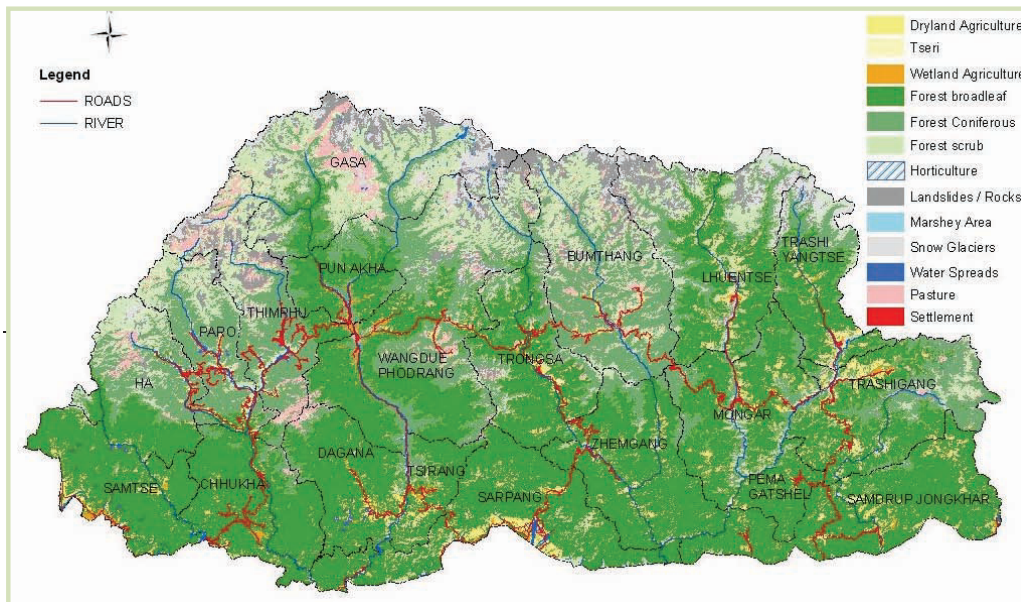 Legend
ROADS
RIVER
Dryland Agriculture
Tseri
Wetland Agriculture
Forest broadleaf
Forest Coniferous
Forest scrub
Horticulture
Landslides / Rocks
Marshey Area
Snow Glaciers
Water Spreads
Pasture
Settlement
GASA
PUNAKHA
BUMTHANG
LHUENTSE
TRASHI
YANGTSE
THIMPHU
PARO
WANGDUE
PHODRANG
TRONGSA
HA
TRASHIGANG
MONGAR
DAGANA
ZHEMGANG
TSIRANG
SAMTSE
CHHUKHA
SARPANG
PEMA
GATSHEL
SAMDRUP JONGKHAR